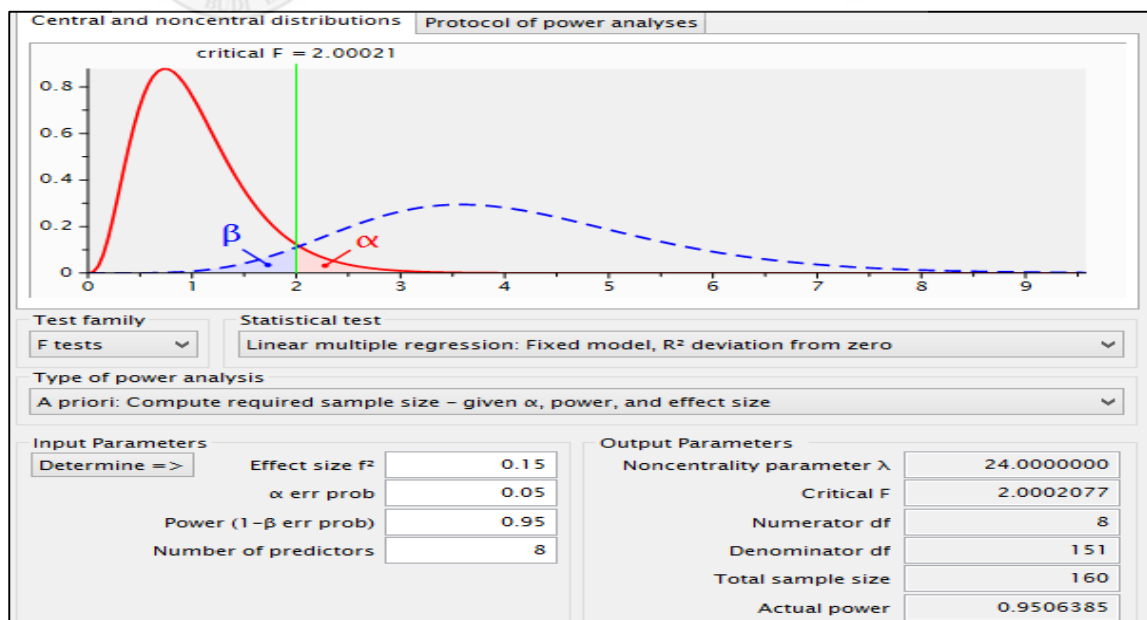 Central and noncentral distributions Protocol of power analyses
critical F = 2.00021
0.8
0.6
0.4
0.2
0
β
α
0 1 2 3 4 5 6 7 8 9
Test family Statistical test
F tests Linear multiple regression: Fixed model, R² deviation from zero
Type of power analysis
A priori: Compute required sample size – given α, power, and effect size
Input Parameters Output Parameters
Determine => Effect size f² 0.15 Noncentrality parameter λ 24.0000000
α err prob 0.05 Critical F 2.0002077
Power (1-β err prob) 0.95 Numerator df 8
Number of predictors 8 Denominator df 151
Total sample size 160
Actual power 0.9506385